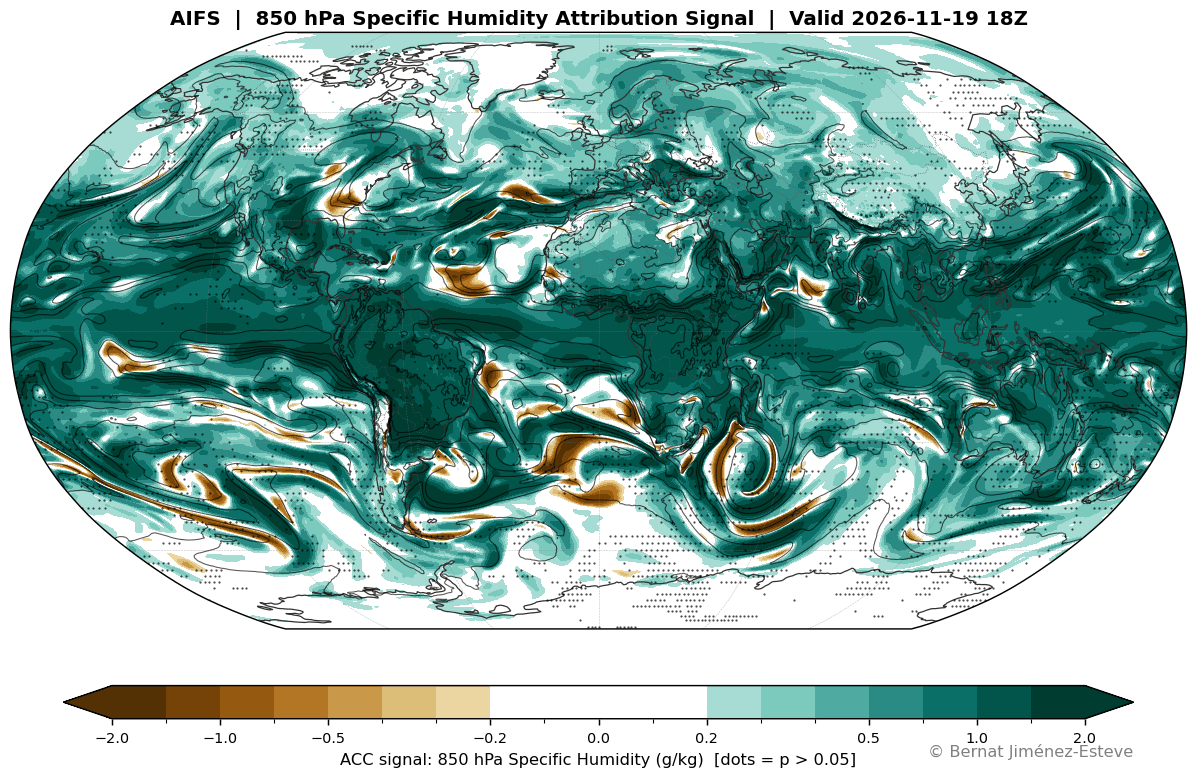 AIFS | 850 hPa Specific Humidity Attribution Signal | Valid 2026-11-19 18Z
−2.0 −1.0 −0.5 −0.2 0.0 0.2 0.5 1.0 2.0
ACC signal: 850 hPa Specific Humidity (g/kg) [dots = p > 0.05]
© Bernat Jiménez-Esteve